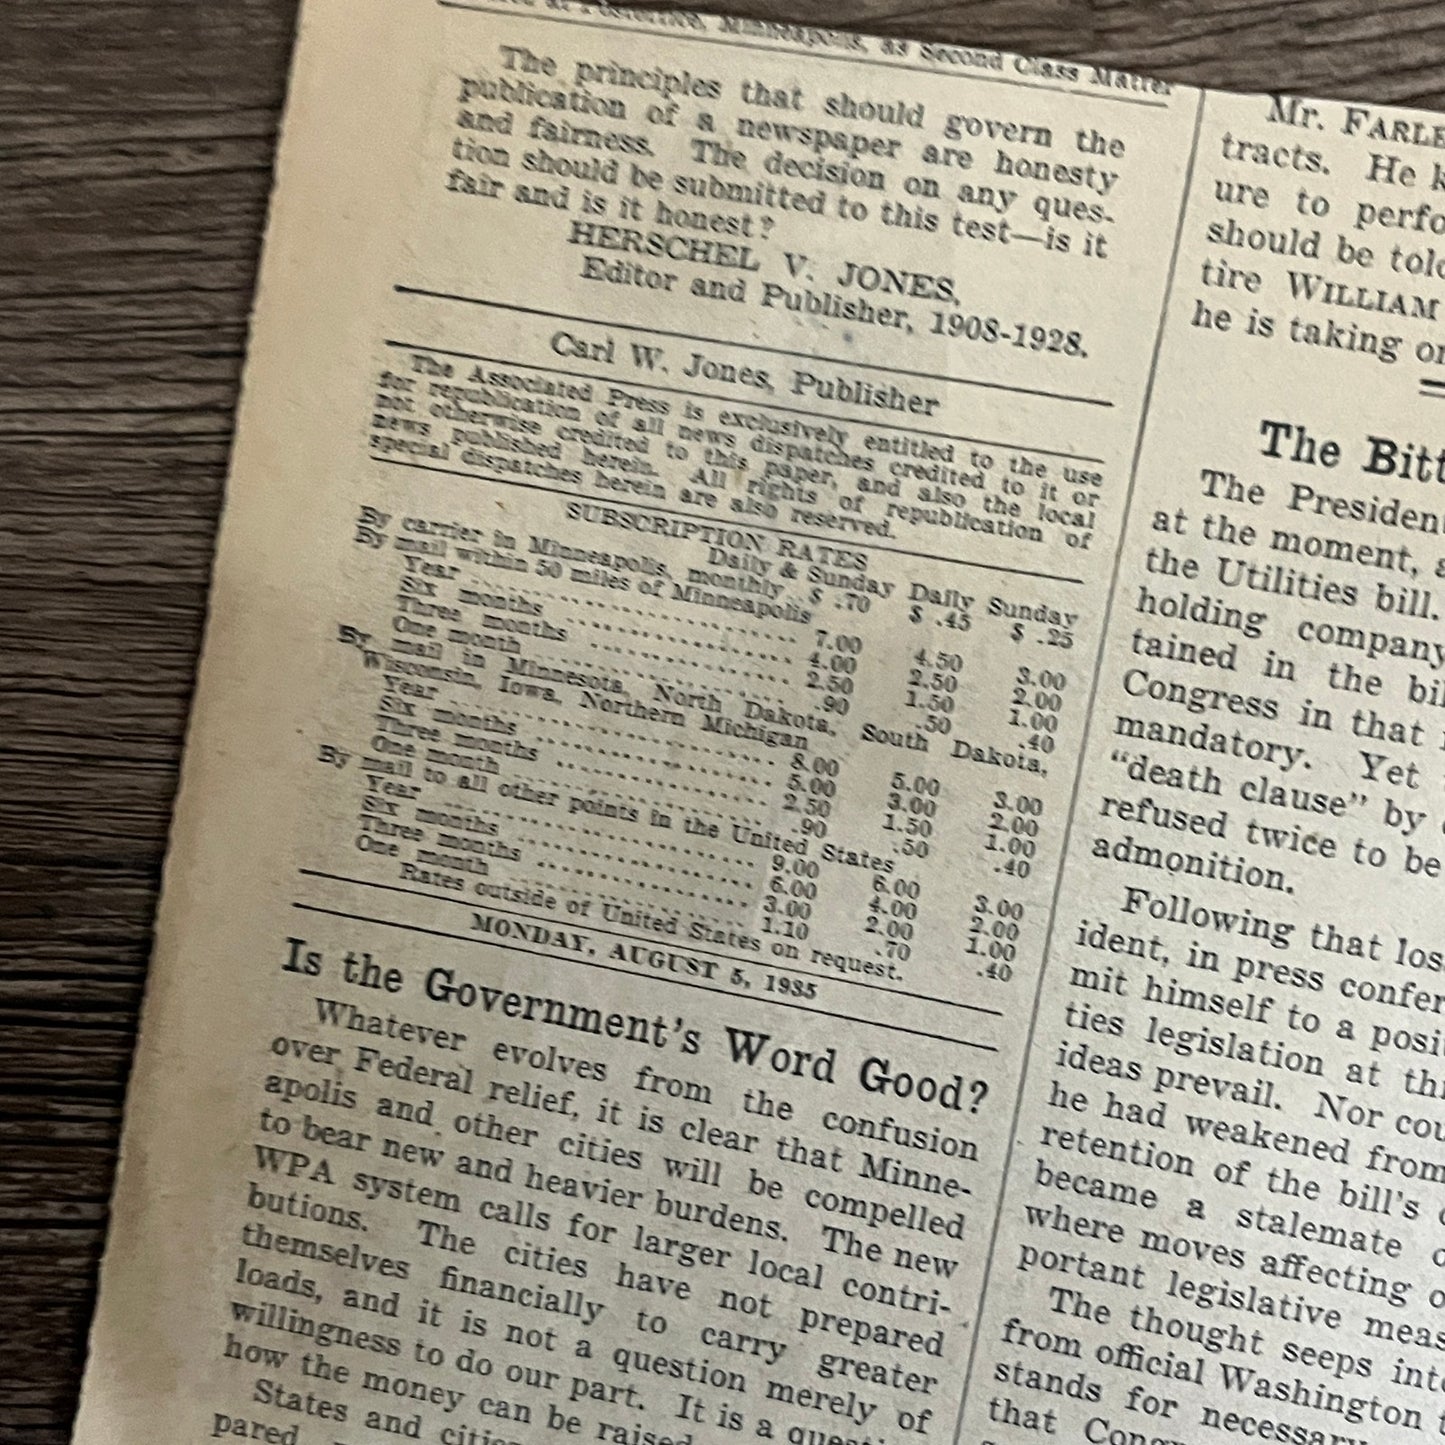 Minneapolis, as Second Class Matter
The principles that should govern the
publication of a newspaper are honesty
and fairness. The decision on any ques-
tion should be submitted to this test—is it
fair and is it honest?
HERSCHEL V. JONES,
Editor and Publisher, 1908-1928.
Carl W. Jones, Publisher
The Associated Press is exclusively entitled to the use
for republication of all news dispatches credited to it or
not otherwise credited to this paper, and also the local
news published herein. All rights of republication of
special dispatches herein are also reserved.
SUBSCRIPTION RATES
Daily & Sunday Daily Sunday
By carrier in Minneapolis, monthly.. $ .70 $ .45 $ .25
By mail within 50 miles of Minneapolis
Year .......... 7.00 4.50 3.00
Six months .......... 4.00 2.50 2.00
Three months .......... 2.50 1.50 1.00
One month .......... .90 .50 .40
By mail in Minnesota, North Dakota, South Dakota,
Wisconsin, Iowa, Northern Michigan
Year .......... 8.00 5.00 3.00
Six months .......... 5.00 3.00 2.00
Three months .......... 2.50 1.50 1.00
One month .......... .90 .50 .40
By mail to all other points in the United States
Year .......... 9.00 6.00 3.00
Six months .......... 6.00 4.00 2.00
Three months .......... 3.00 2.00 1.00
One month .......... 1.10 .70 .40
Rates outside of United States on request.
MONDAY, AUGUST 5, 1935
Is the Government's Word Good?
Whatever evolves from the confusion
over Federal relief, it is clear that Minne-
apolis and other cities will be compelled
to bear new and heavier burdens. The new
WPA system calls for larger local contri-
butions. The cities have not prepared
themselves financially to carry greater
loads, and it is not a question merely of
willingness to do our part. It is a questi
how the money can be raised
States and cities
pared
Mr. FARLE
tracts. He k
ure to perfo
should be told
tire WILLIAM
he is taking or
The Bitt
The President
at the moment, a
the Utilities bill.
holding company
tained in the bil
Congress in that
mandatory. Yet
"death clause" by
refused twice to be
admonition.
Following that los
ident, in press confer
mit himself to a posit
ties legislation at thi
ideas prevail. Nor cou
he had weakened from
retention of the bill's
became a stalemate o
where moves affecting o
portant legislative meas
The thought seeps into
from official Washington t
stands for necessary
that Cong